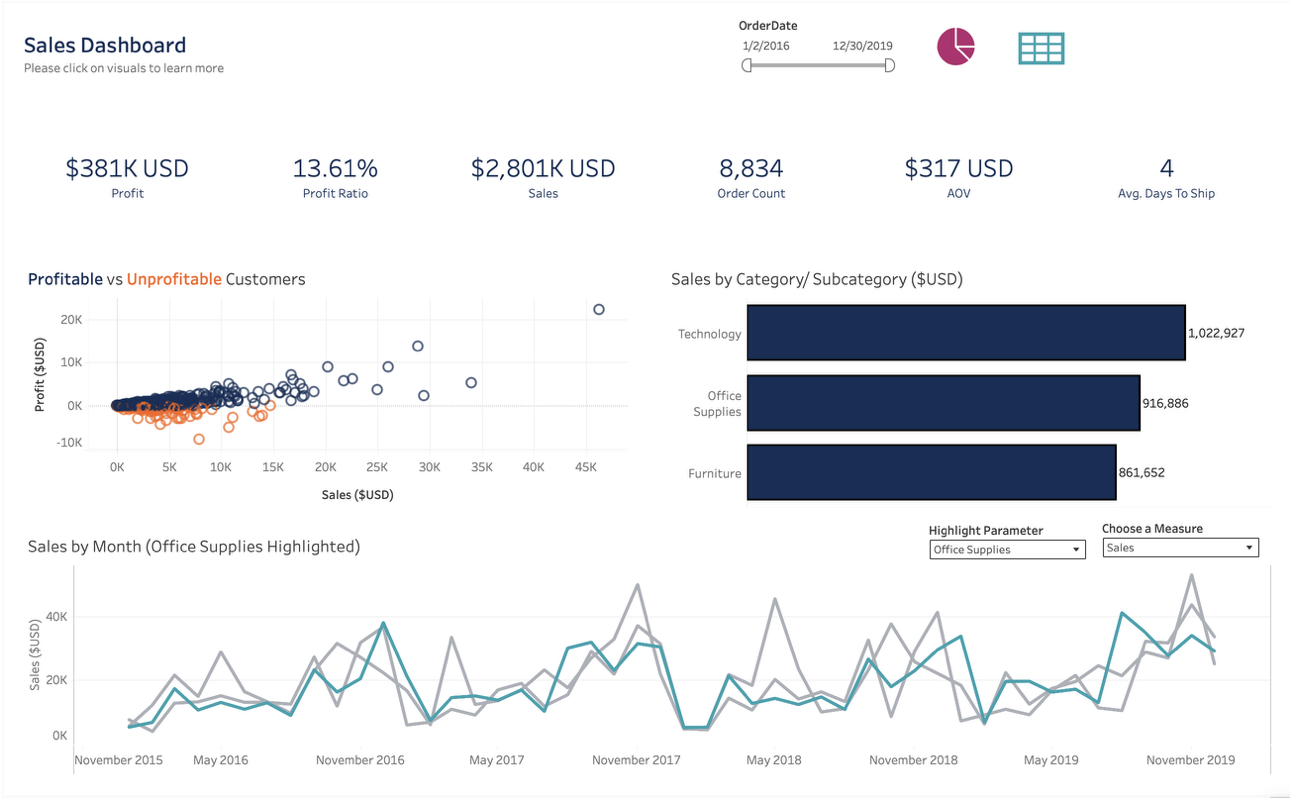 Sales Dashboard
Please click on visuals to learn more
OrderDate
1/2/2016 12/30/2019
$381K USD
Profit
13.61%
Profit Ratio
$2,801K USD
Sales
8,834
Order Count
$317 USD
AOV
4
Avg. Days To Ship
Profitable vs Unprofitable Customers
Profit ($USD)
20K
10K
0K
-10K
0K 5K 10K 15K 20K 25K 30K 35K 40K 45K
Sales ($USD)
Sales by Category/ Subcategory ($USD)
Technology 1,022,927
Office
Supplies 916,886
Furniture 861,652
Sales by Month (Office Supplies Highlighted)
Highlight Parameter
Office Supplies
Choose a Measure
Sales
Sales ($USD)
40K
20K
0K
November 2015 May 2016 November 2016 May 2017 November 2017 May 2018 November 2018 May 2019 November 2019